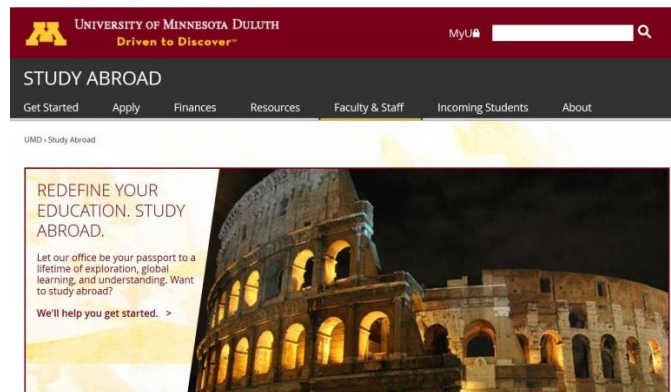 UNIVERSITY OF MINNESOTA DULUTH
Driven to Discover℠
MyU
STUDY ABROAD
Get Started Apply Finances Resources Faculty & Staff Incoming Students About
UMD › Study Abroad
REDEFINE YOUR
EDUCATION. STUDY
ABROAD.
Let our office be your passport to a
lifetime of exploration, global
learning, and understanding. Want
to study abroad?
We'll help you get started. >